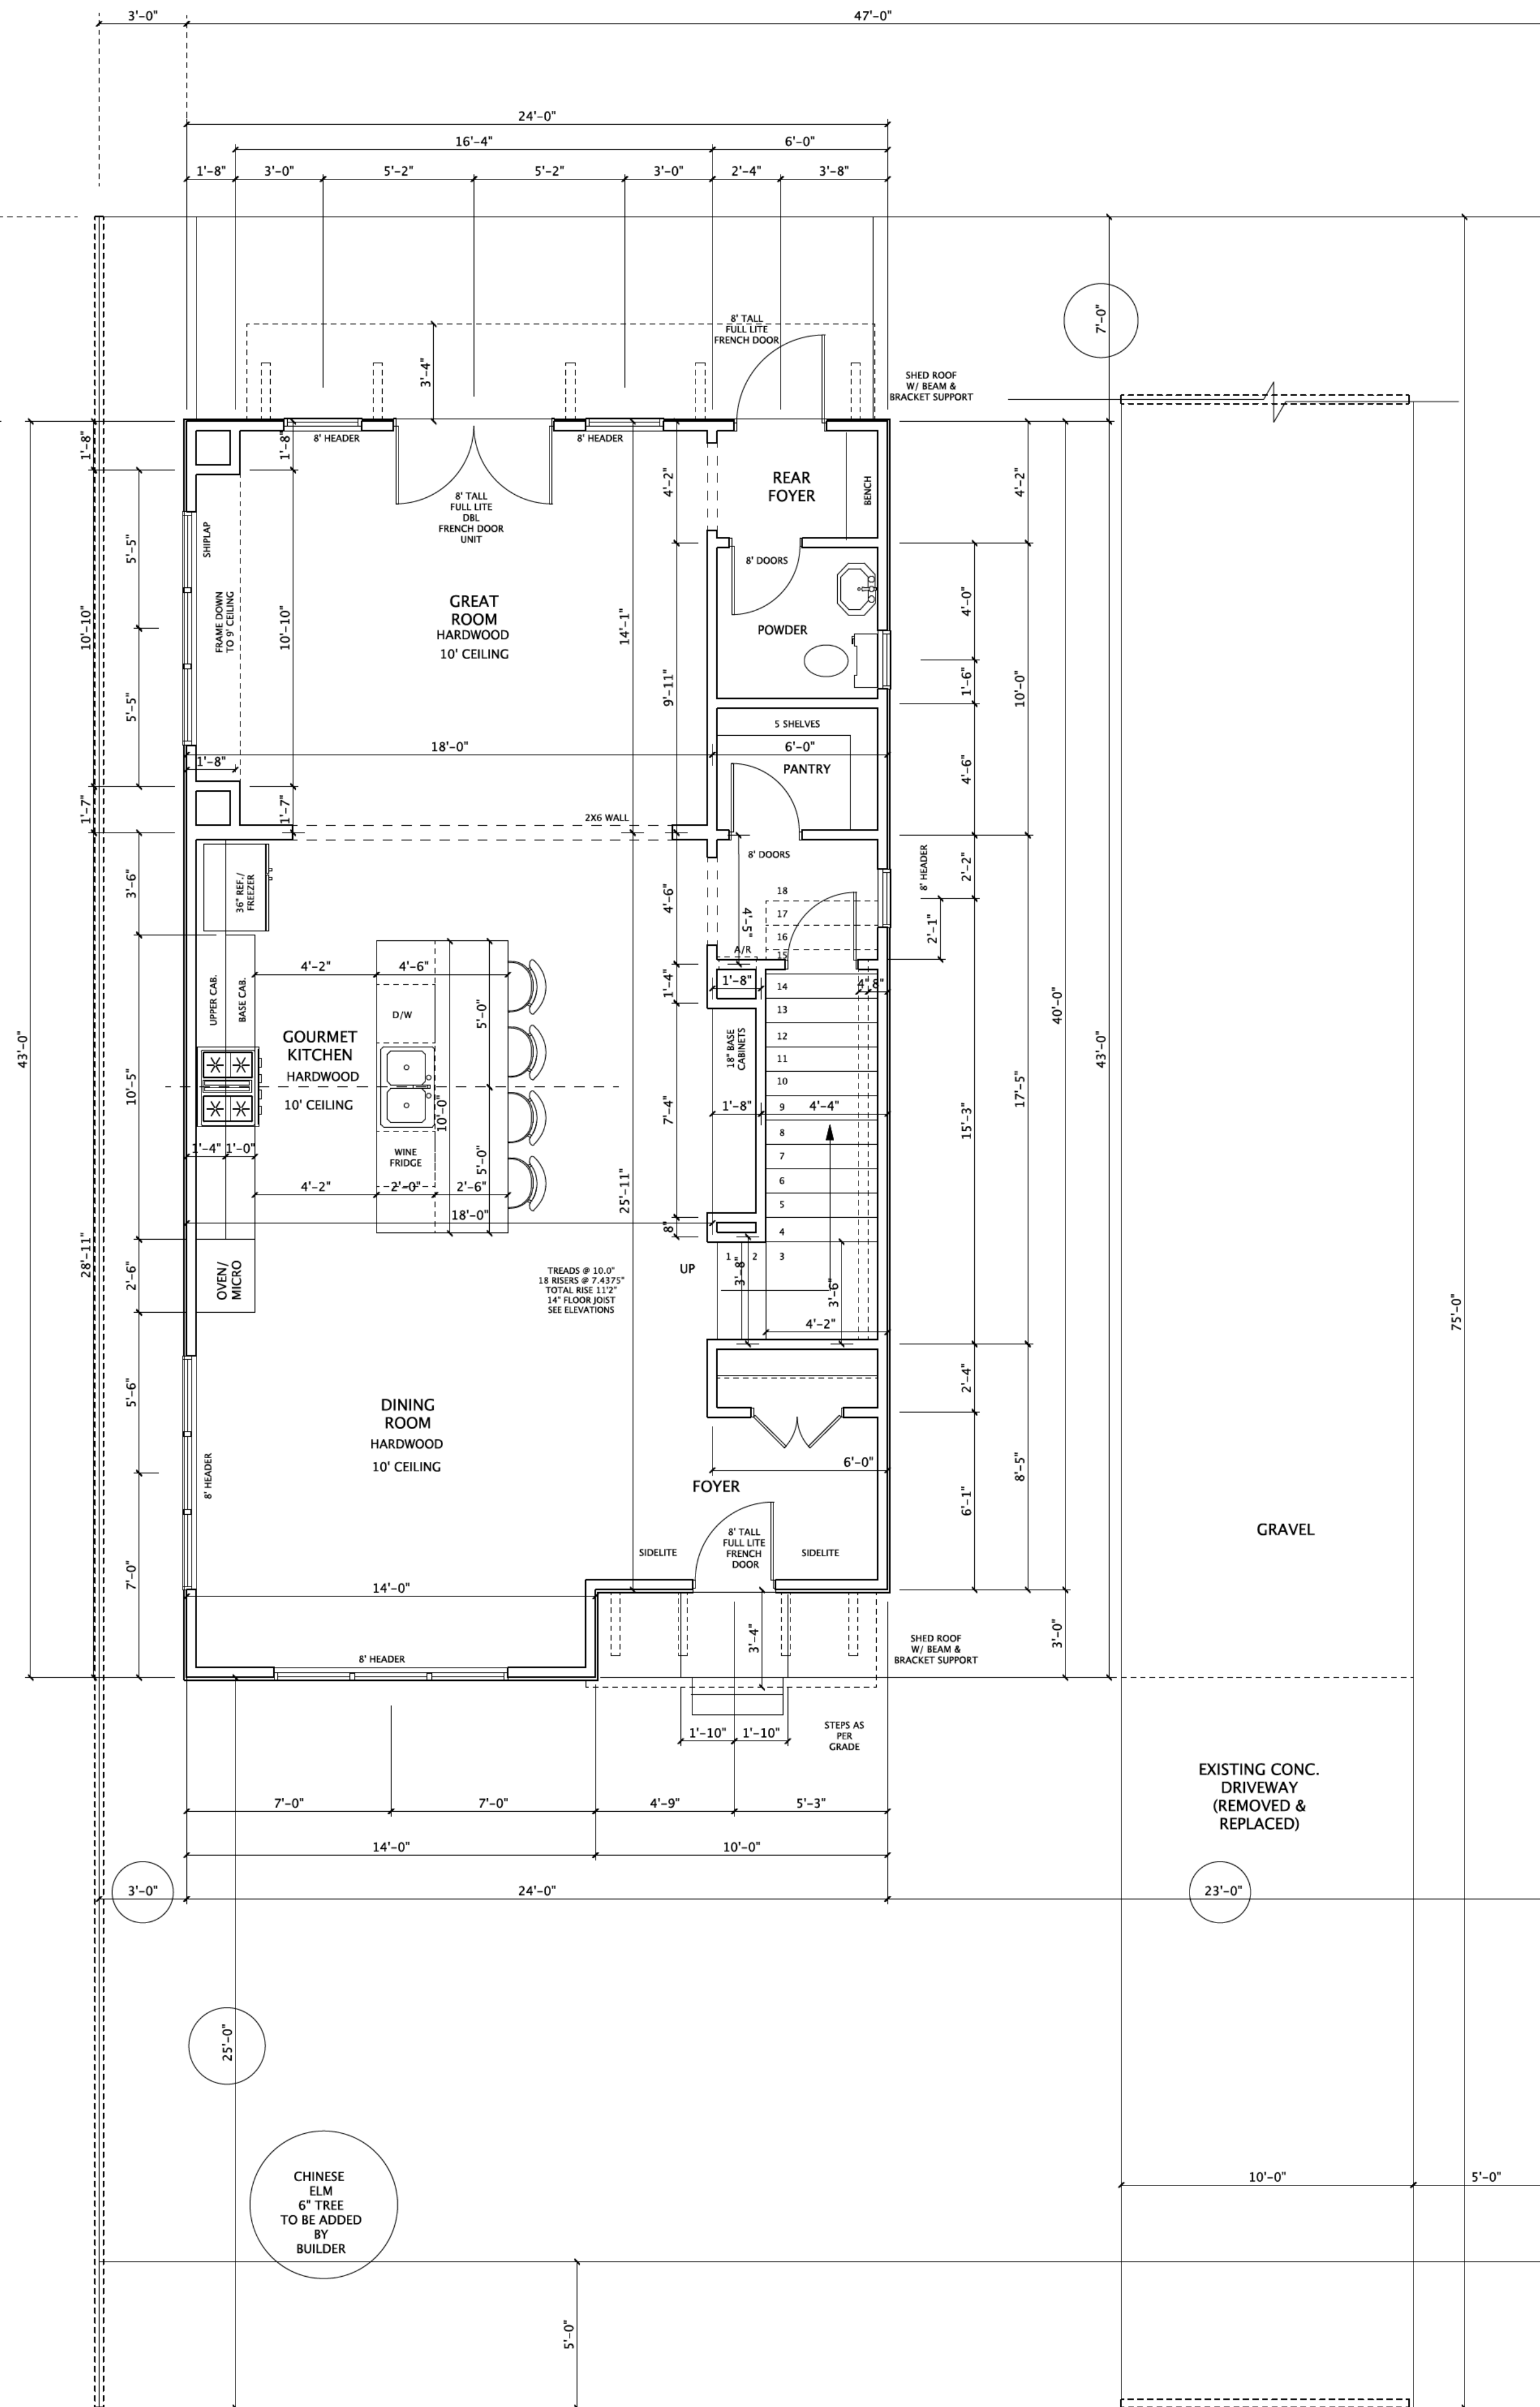 3'-0"
47'-0"
24'-0"
16'-4"
6'-0"
1'-8"
3'-0"
5'-2"
5'-2"
3'-0"
2'-4"
3'-8"
7'-0"
8' TALL
FULL LITE
FRENCH DOOR
3'-4"
SHED ROOF
W/ BEAM &
BRACKET SUPPORT
8' HEADER
8' HEADER
1'-8"
1'-8"
4'-2"
REAR
FOYER
BENCH
4'-2"
8' TALL
FULL LITE
DBL
FRENCH DOOR
UNIT
SHIPLAP
5'-5"
8' DOORS
FRAME DOWN
TO 9' CEILING
GREAT
ROOM
HARDWOOD
10' CEILING
10'-10"
10'-10"
14'-1"
POWDER
4'-0"
1'-6"
10'-0"
9'-11"
5'-5"
5 SHELVES
18'-0"
6'-0"
1'-8"
PANTRY
4'-6"
1'-7"
1'-7"
2X6 WALL
8' DOORS
8' HEADER
2'-2"
3'-6"
36" REF./
FREEZER
4'-6"
18
17
16
15
4'-5"
2'-1"
A/R
4'-2"
4'-6"
1'-4"
1'-8"
4"
8"
14
13
12
11
10
9
8
7
6
5
4
3
2
1
UPPER CAB.
BASE CAB.
D/W
5'-0"
40'-0"
43'-0"
43'-0"
GOURMET
KITCHEN
HARDWOOD
10' CEILING
18" BASE
CABINETS
10'-5"
10'-0"
1'-8"
4'-4"
7'-4"
15'-3"
17'-5"
1'-4"
1'-0"
WINE
FRIDGE
5'-0"
4'-2"
2'-0"
2'-6"
25'-11"
18'-0"
8"
28'-11"
2'-6"
OVEN/
MICRO
TREADS @ 10.0"
18 RISERS @ 7.4375"
TOTAL RISE 11'2"
14" FLOOR JOIST
SEE ELEVATIONS
UP
3'-8"
3'-6"
4'-2"
75'-0"
5'-6"
2'-4"
DINING
ROOM
HARDWOOD
10' CEILING
8' HEADER
6'-0"
FOYER
8'-5"
6'-1"
GRAVEL
SIDELITE
8' TALL
FULL LITE
FRENCH
DOOR
SIDELITE
7'-0"
14'-0"
3'-4"
3'-0"
8' HEADER
SHED ROOF
W/ BEAM &
BRACKET SUPPORT
1'-10"
1'-10"
STEPS AS
PER
GRADE
EXISTING CONC.
DRIVEWAY
(REMOVED &
REPLACED)
7'-0"
7'-0"
4'-9"
5'-3"
14'-0"
10'-0"
3'-0"
24'-0"
23'-0"
25'-0"
CHINESE
ELM
6" TREE
TO BE ADDED
BY
BUILDER
10'-0"
5'-0"
5'-0"